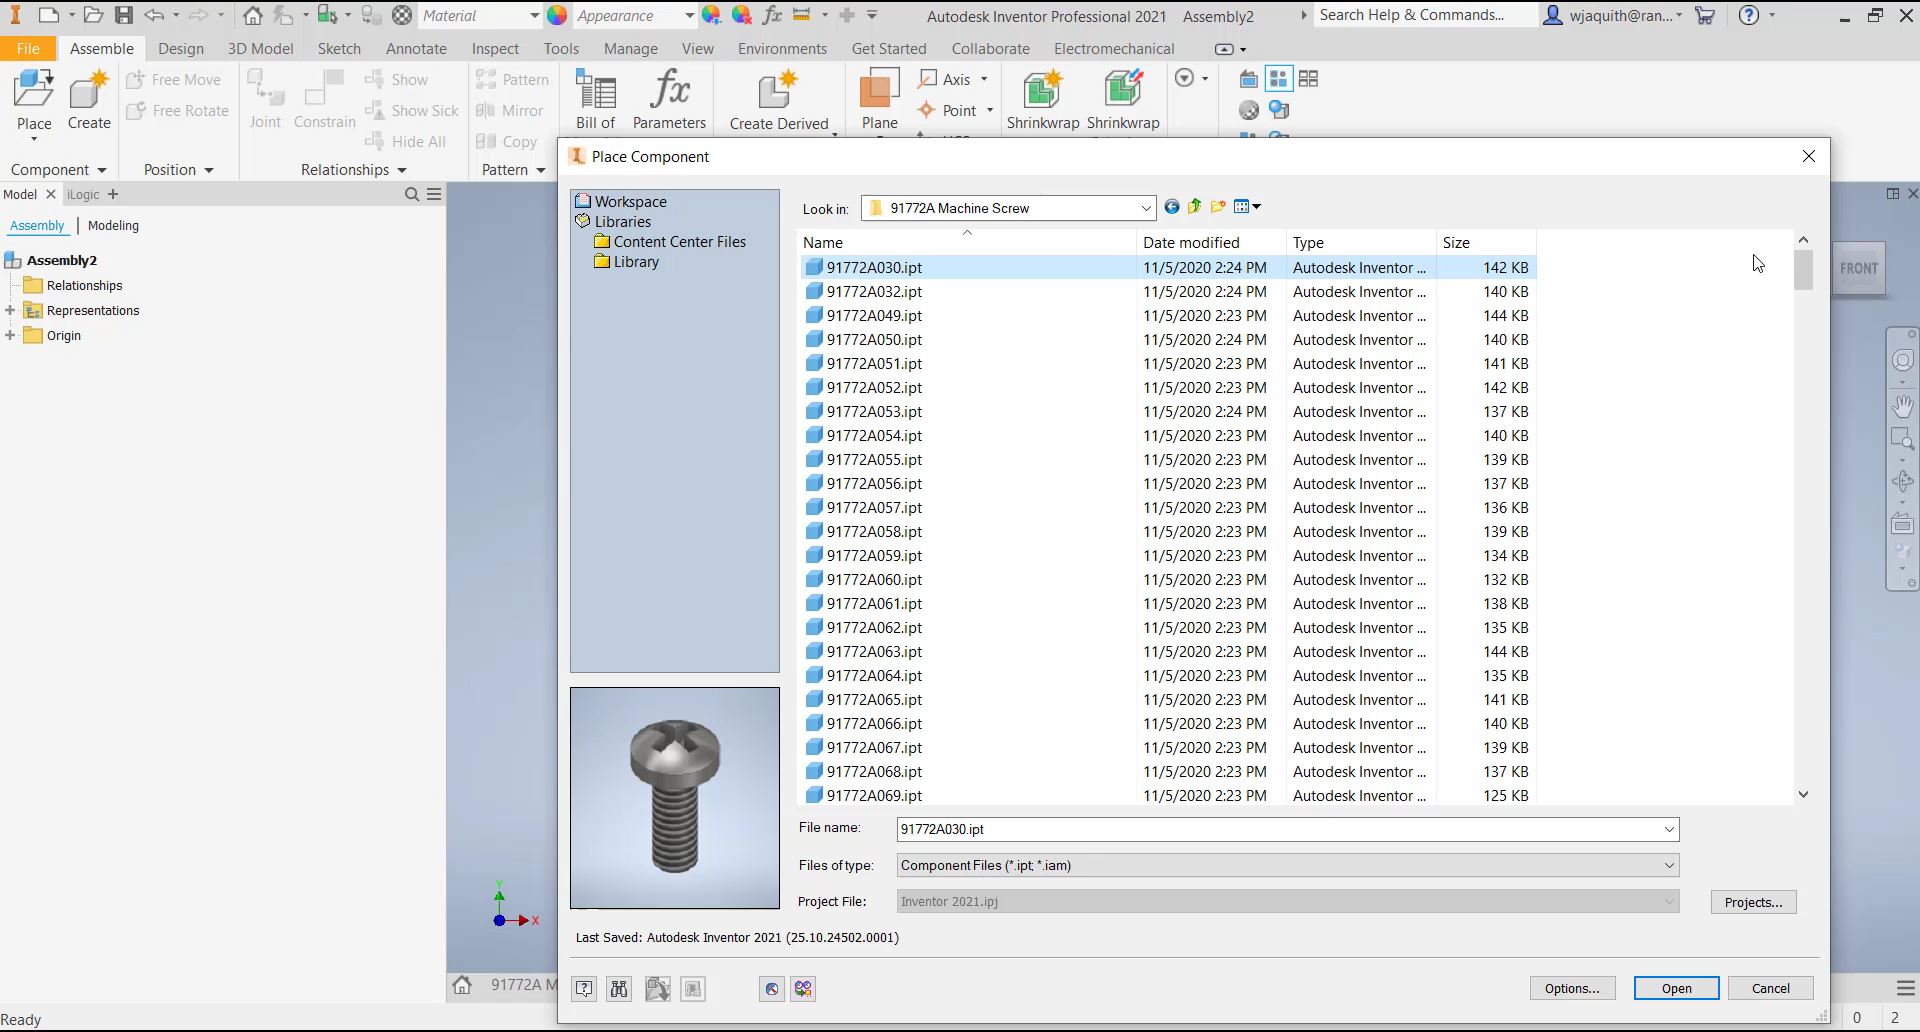 Material
Appearance
fx
Autodesk Inventor Professional 2021 Assembly2
Search Help & Commands...
wjaquith@ran...
File Assemble Design 3D Model Sketch Annotate Inspect Tools Manage View Environments Get Started Collaborate Electromechanical
Place
Create
Free Move
Free Rotate
Joint
Constrain
Show
Show Sick
Hide All
Pattern
Mirror
Copy
Bill of
fx
Parameters
Create Derived
Plane
Axis
Point
Shrinkwrap
Shrinkwrap
Component
Position
Relationships
Pattern
Model
iLogic
Assembly
Modeling
Assembly2
Relationships
Representations
Origin
FRONT
Place Component
Workspace
Libraries
Content Center Files
Library
Look in: 91772A Machine Screw
Name Date modified Type Size
91772A030.ipt 11/5/2020 2:24 PM Autodesk Inventor ... 142 KB
91772A032.ipt 11/5/2020 2:24 PM Autodesk Inventor ... 140 KB
91772A049.ipt 11/5/2020 2:23 PM Autodesk Inventor ... 144 KB
91772A050.ipt 11/5/2020 2:24 PM Autodesk Inventor ... 140 KB
91772A051.ipt 11/5/2020 2:23 PM Autodesk Inventor ... 141 KB
91772A052.ipt 11/5/2020 2:23 PM Autodesk Inventor ... 142 KB
91772A053.ipt 11/5/2020 2:24 PM Autodesk Inventor ... 137 KB
91772A054.ipt 11/5/2020 2:23 PM Autodesk Inventor ... 140 KB
91772A055.ipt 11/5/2020 2:23 PM Autodesk Inventor ... 139 KB
91772A056.ipt 11/5/2020 2:23 PM Autodesk Inventor ... 137 KB
91772A057.ipt 11/5/2020 2:23 PM Autodesk Inventor ... 136 KB
91772A058.ipt 11/5/2020 2:23 PM Autodesk Inventor ... 139 KB
91772A059.ipt 11/5/2020 2:23 PM Autodesk Inventor ... 134 KB
91772A060.ipt 11/5/2020 2:23 PM Autodesk Inventor ... 132 KB
91772A061.ipt 11/5/2020 2:23 PM Autodesk Inventor ... 138 KB
91772A062.ipt 11/5/2020 2:23 PM Autodesk Inventor ... 135 KB
91772A063.ipt 11/5/2020 2:23 PM Autodesk Inventor ... 144 KB
91772A064.ipt 11/5/2020 2:23 PM Autodesk Inventor ... 135 KB
91772A065.ipt 11/5/2020 2:23 PM Autodesk Inventor ... 141 KB
91772A066.ipt 11/5/2020 2:23 PM Autodesk Inventor ... 140 KB
91772A067.ipt 11/5/2020 2:23 PM Autodesk Inventor ... 139 KB
91772A068.ipt 11/5/2020 2:23 PM Autodesk Inventor ... 137 KB
91772A069.ipt 11/5/2020 2:23 PM Autodesk Inventor ... 125 KB
File name: 91772A030.ipt
Files of type: Component Files (*.ipt; *.iam)
Project File: Inventor 2021.ipj
Projects...
Last Saved: Autodesk Inventor 2021 (25.10.24502.0001)
Options...
Open
Cancel
Y
X
91772A M
Ready
0 2